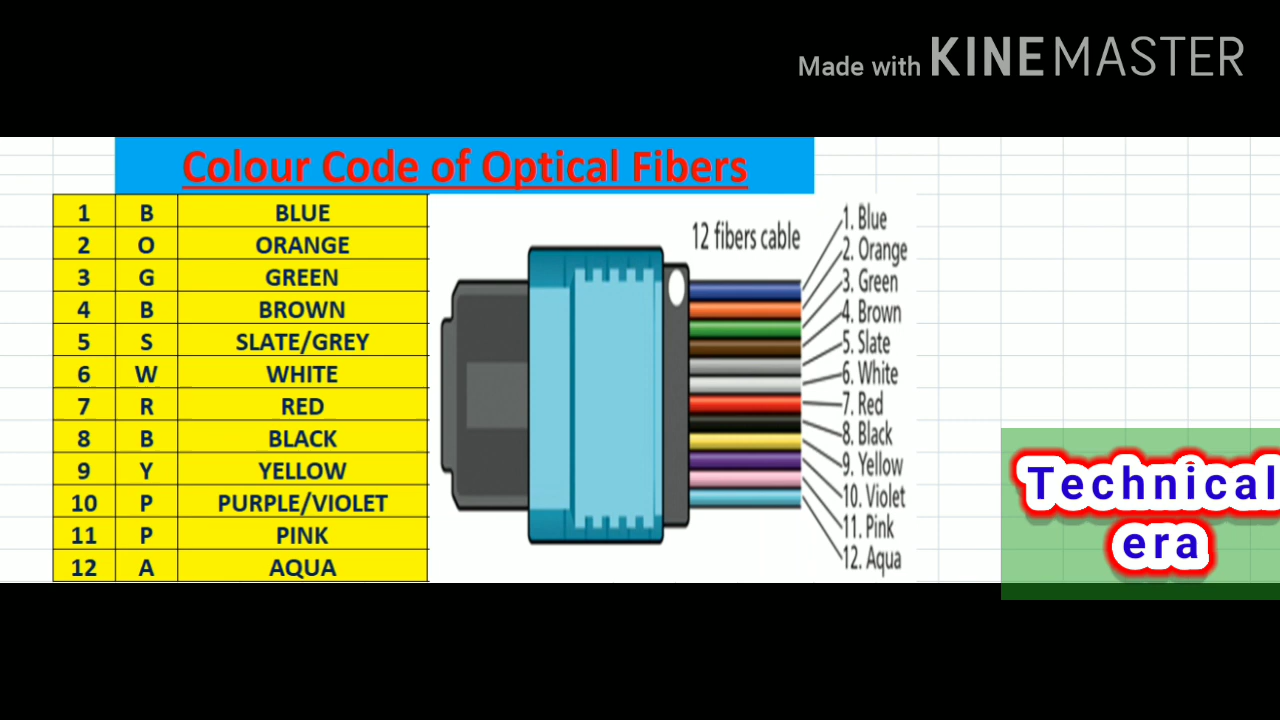 Made with KINEMASTER
Colour Code of Optical Fibers
1 B BLUE
2 O ORANGE
3 G GREEN
4 B BROWN
5 S SLATE/GREY
6 W WHITE
7 R RED
8 B BLACK
9 Y YELLOW
10 P PURPLE/VIOLET
11 P PINK
12 A AQUA
12 fibers cable
1. Blue
2. Orange
3. Green
4. Brown
5. Slate
6. White
7. Red
8. Black
9. Yellow
10. Violet
11. Pink
12. Aqua
Technical
era